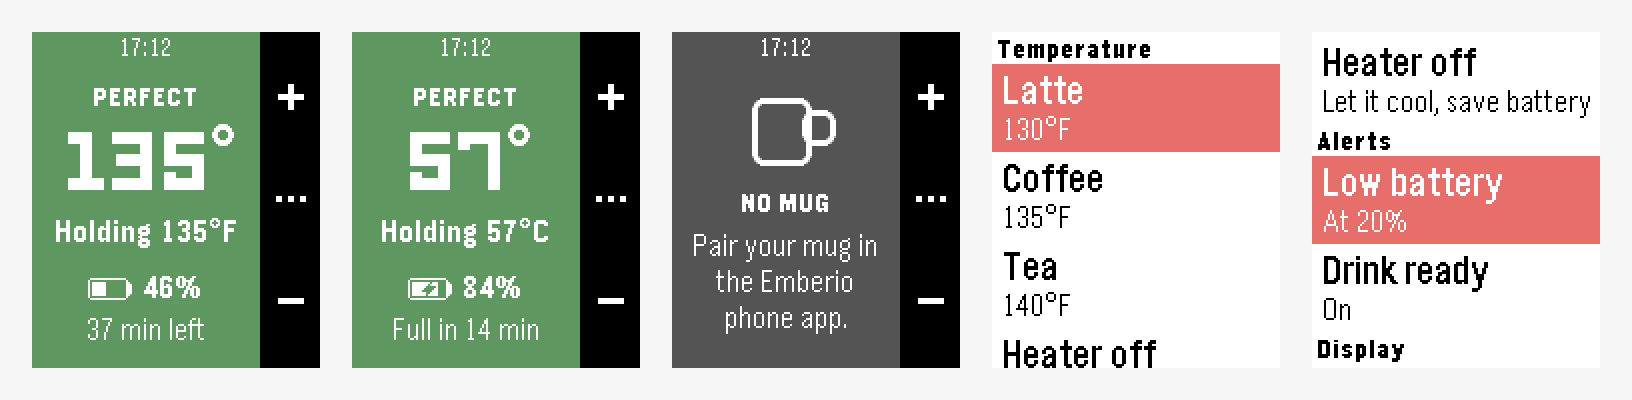 17:12
PERFECT
135°
Holding 135°F
46%
37 min left
+
...
−
17:12
PERFECT
57°
Holding 57°C
84%
Full in 14 min
+
...
−
17:12
NO MUG
Pair your mug in
the Emberio
phone app.
+
...
−
Temperature
Latte
130°F
Coffee
135°F
Tea
140°F
Heater off
Heater off
Let it cool, save battery
Alerts
Low battery
At 20%
Drink ready
On
Display